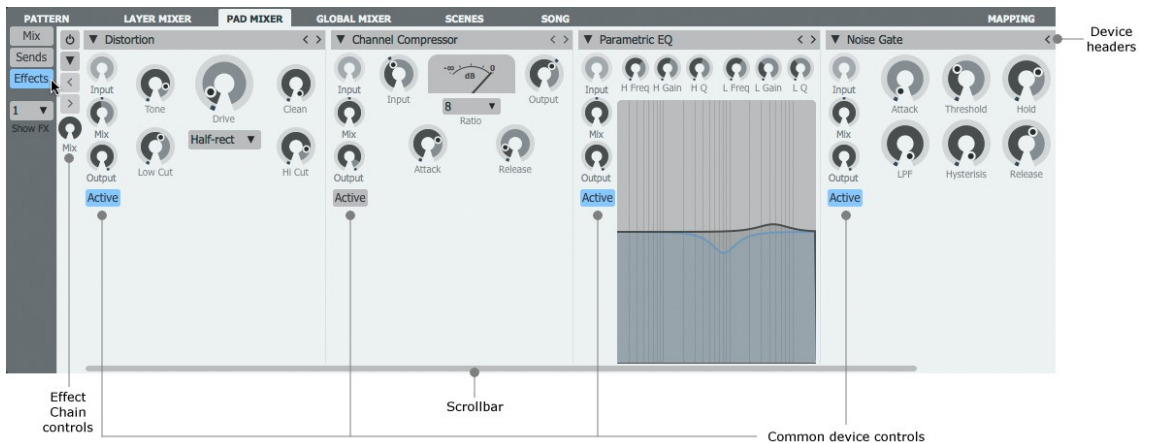 PATTERN LAYER MIXER PAD MIXER GLOBAL MIXER SCENES SONG MAPPING
Mix
Sends
Effects
1
Show FX
Mix
Distortion
Input
Mix
Output
Active
Tone
Drive
Clean
Low Cut
Half-rect
Hi Cut
Channel Compressor
Input
Mix
Output
Active
Input
-∞ 0
dB
8
Ratio
Output
Attack
Release
Parametric EQ
Input
Mix
Output
Active
H Freq H Gain H Q L Freq L Gain L Q
Noise Gate
Input
Mix
Output
Active
Attack Threshold Hold
LPF Hysterisis Release
Device
headers
Effect
Chain
controls
Scrollbar
Common device controls